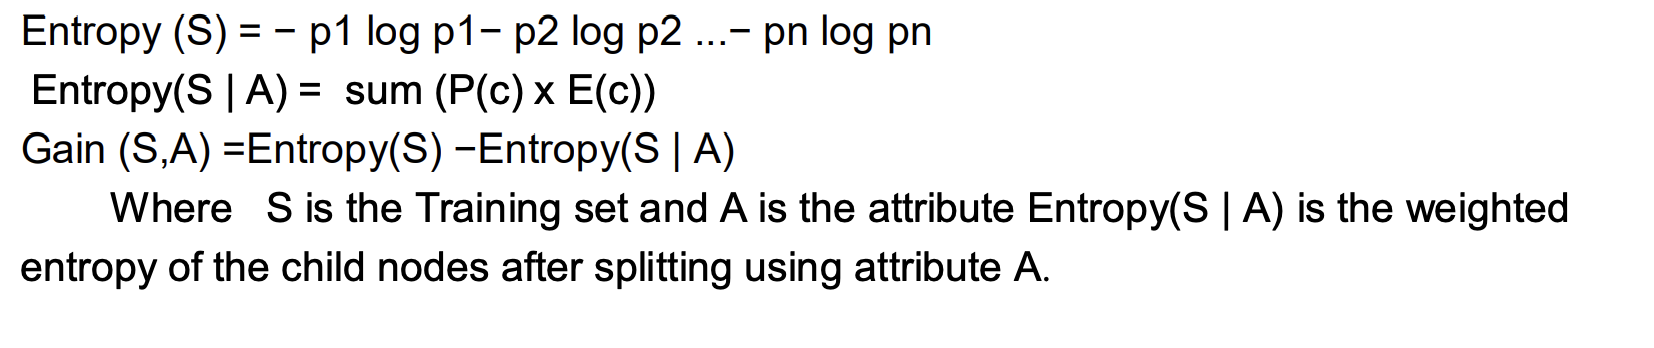 Entropy (S) = − p1 log p1− p2 log p2 ...− pn log pn
Entropy(S | A) = sum (P(c) x E(c))
Gain (S,A) =Entropy(S) −Entropy(S | A)
Where S is the Training set and A is the attribute Entropy(S | A) is the weighted
entropy of the child nodes after splitting using attribute A.